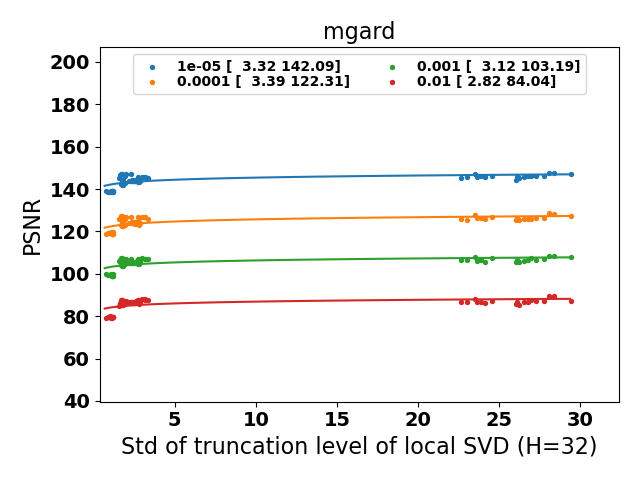 mgard
1e-05 [  3.32 142.09]
0.0001 [  3.39 122.31]
0.001 [  3.12 103.19]
0.01 [ 2.82 84.04]
PSNR
200
180
160
140
120
100
80
60
40
5 10 15 20 25 30
Std of truncation level of local SVD (H=32)